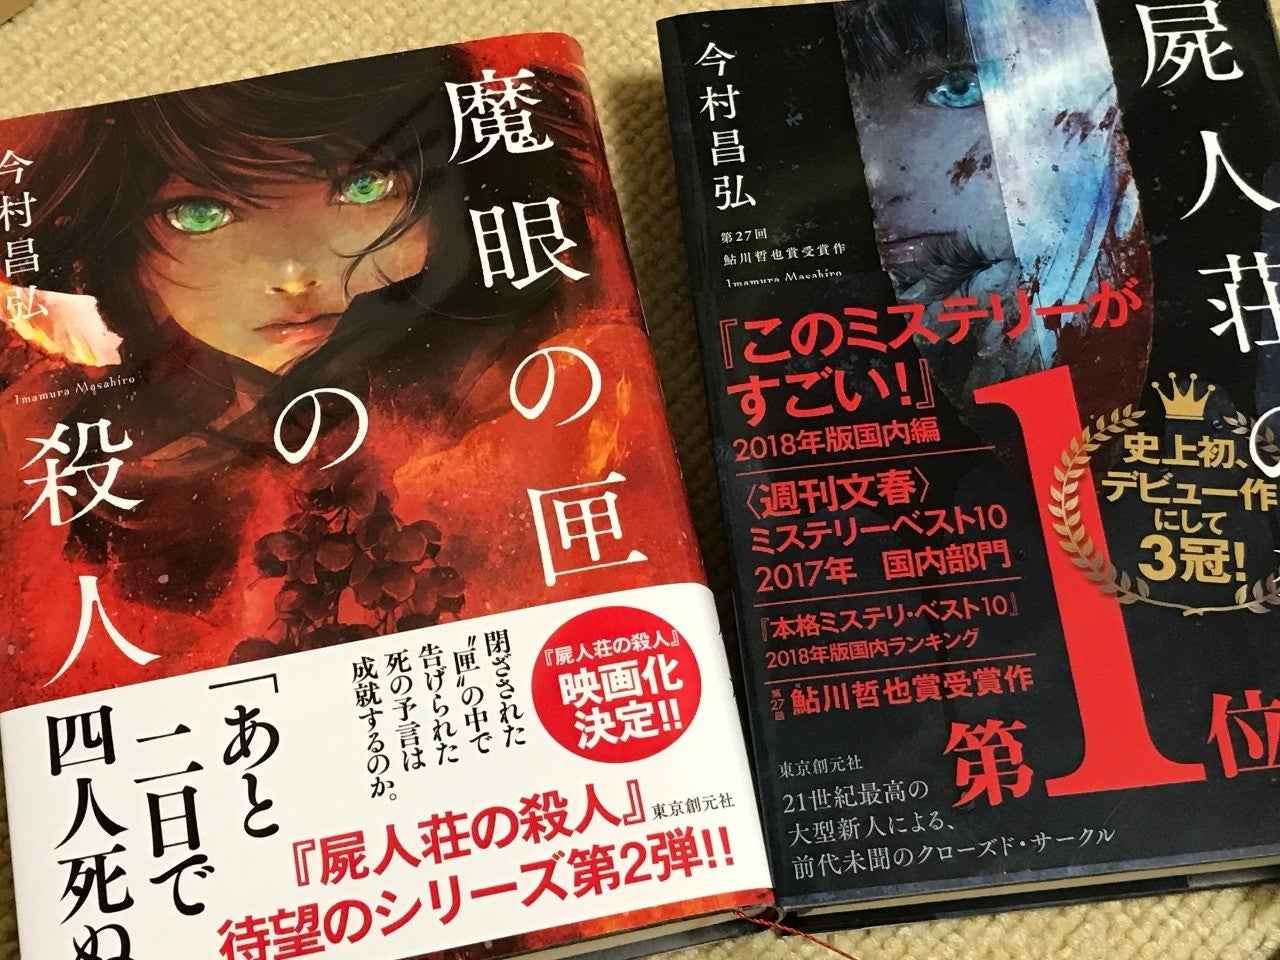 魔眼の匣
の殺人
今村昌弘
Imamura Masahiro
『屍人荘の殺人』
映画化
決定!!
閉ざされた
"匣"の中で
告げられた
死の予言は
成就するのか。
「あと
二日で
四人死ぬ
東京創元社
『屍人荘の殺人』
待望のシリーズ第2弾!!
屍人荘の
今村昌弘
第27回
鮎川哲也賞受賞作
Imamura Masahiro
『このミステリーが
すごい!』
2018年版国内編
〈週刊文春〉
ミステリーベスト10
2017年 国内部門
『本格ミステリ・ベスト10』
2018年版国内ランキング
第27回 鮎川哲也賞受賞作
第1位
史上初、
デビュー作
にして
3冠!
東京創元社
21世紀最高の
大型新人による、
前代未聞のクローズド・サークル